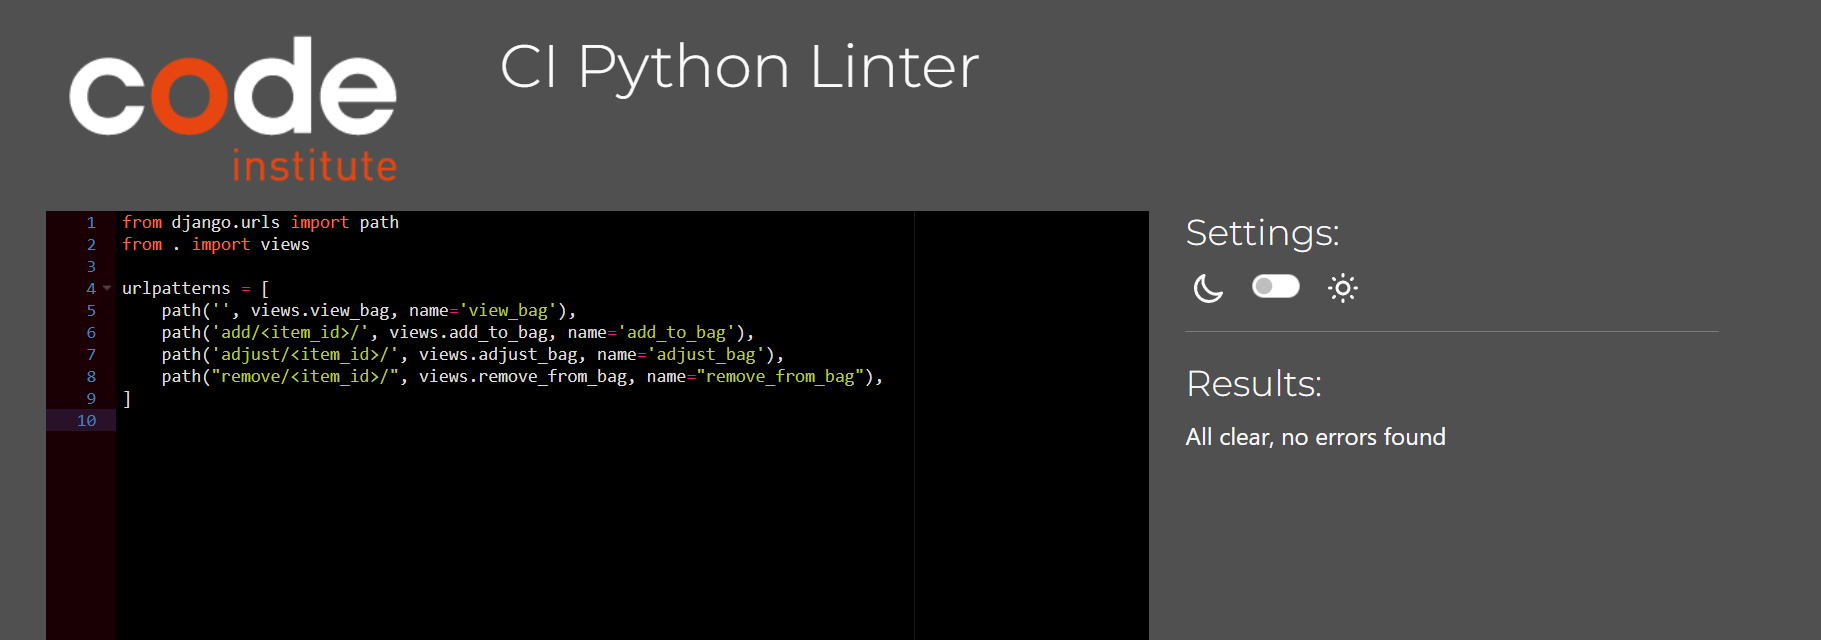 code
institute
CI Python Linter
1 from django.urls import path
2 from . import views
3
4 urlpatterns = [
5     path('', views.view_bag, name='view_bag'),
6     path('add/<item_id>/', views.add_to_bag, name='add_to_bag'),
7     path('adjust/<item_id>/', views.adjust_bag, name='adjust_bag'),
8     path("remove/<item_id>/", views.remove_from_bag, name="remove_from_bag"),
9 ]
10
Settings:
Results:
All clear, no errors found